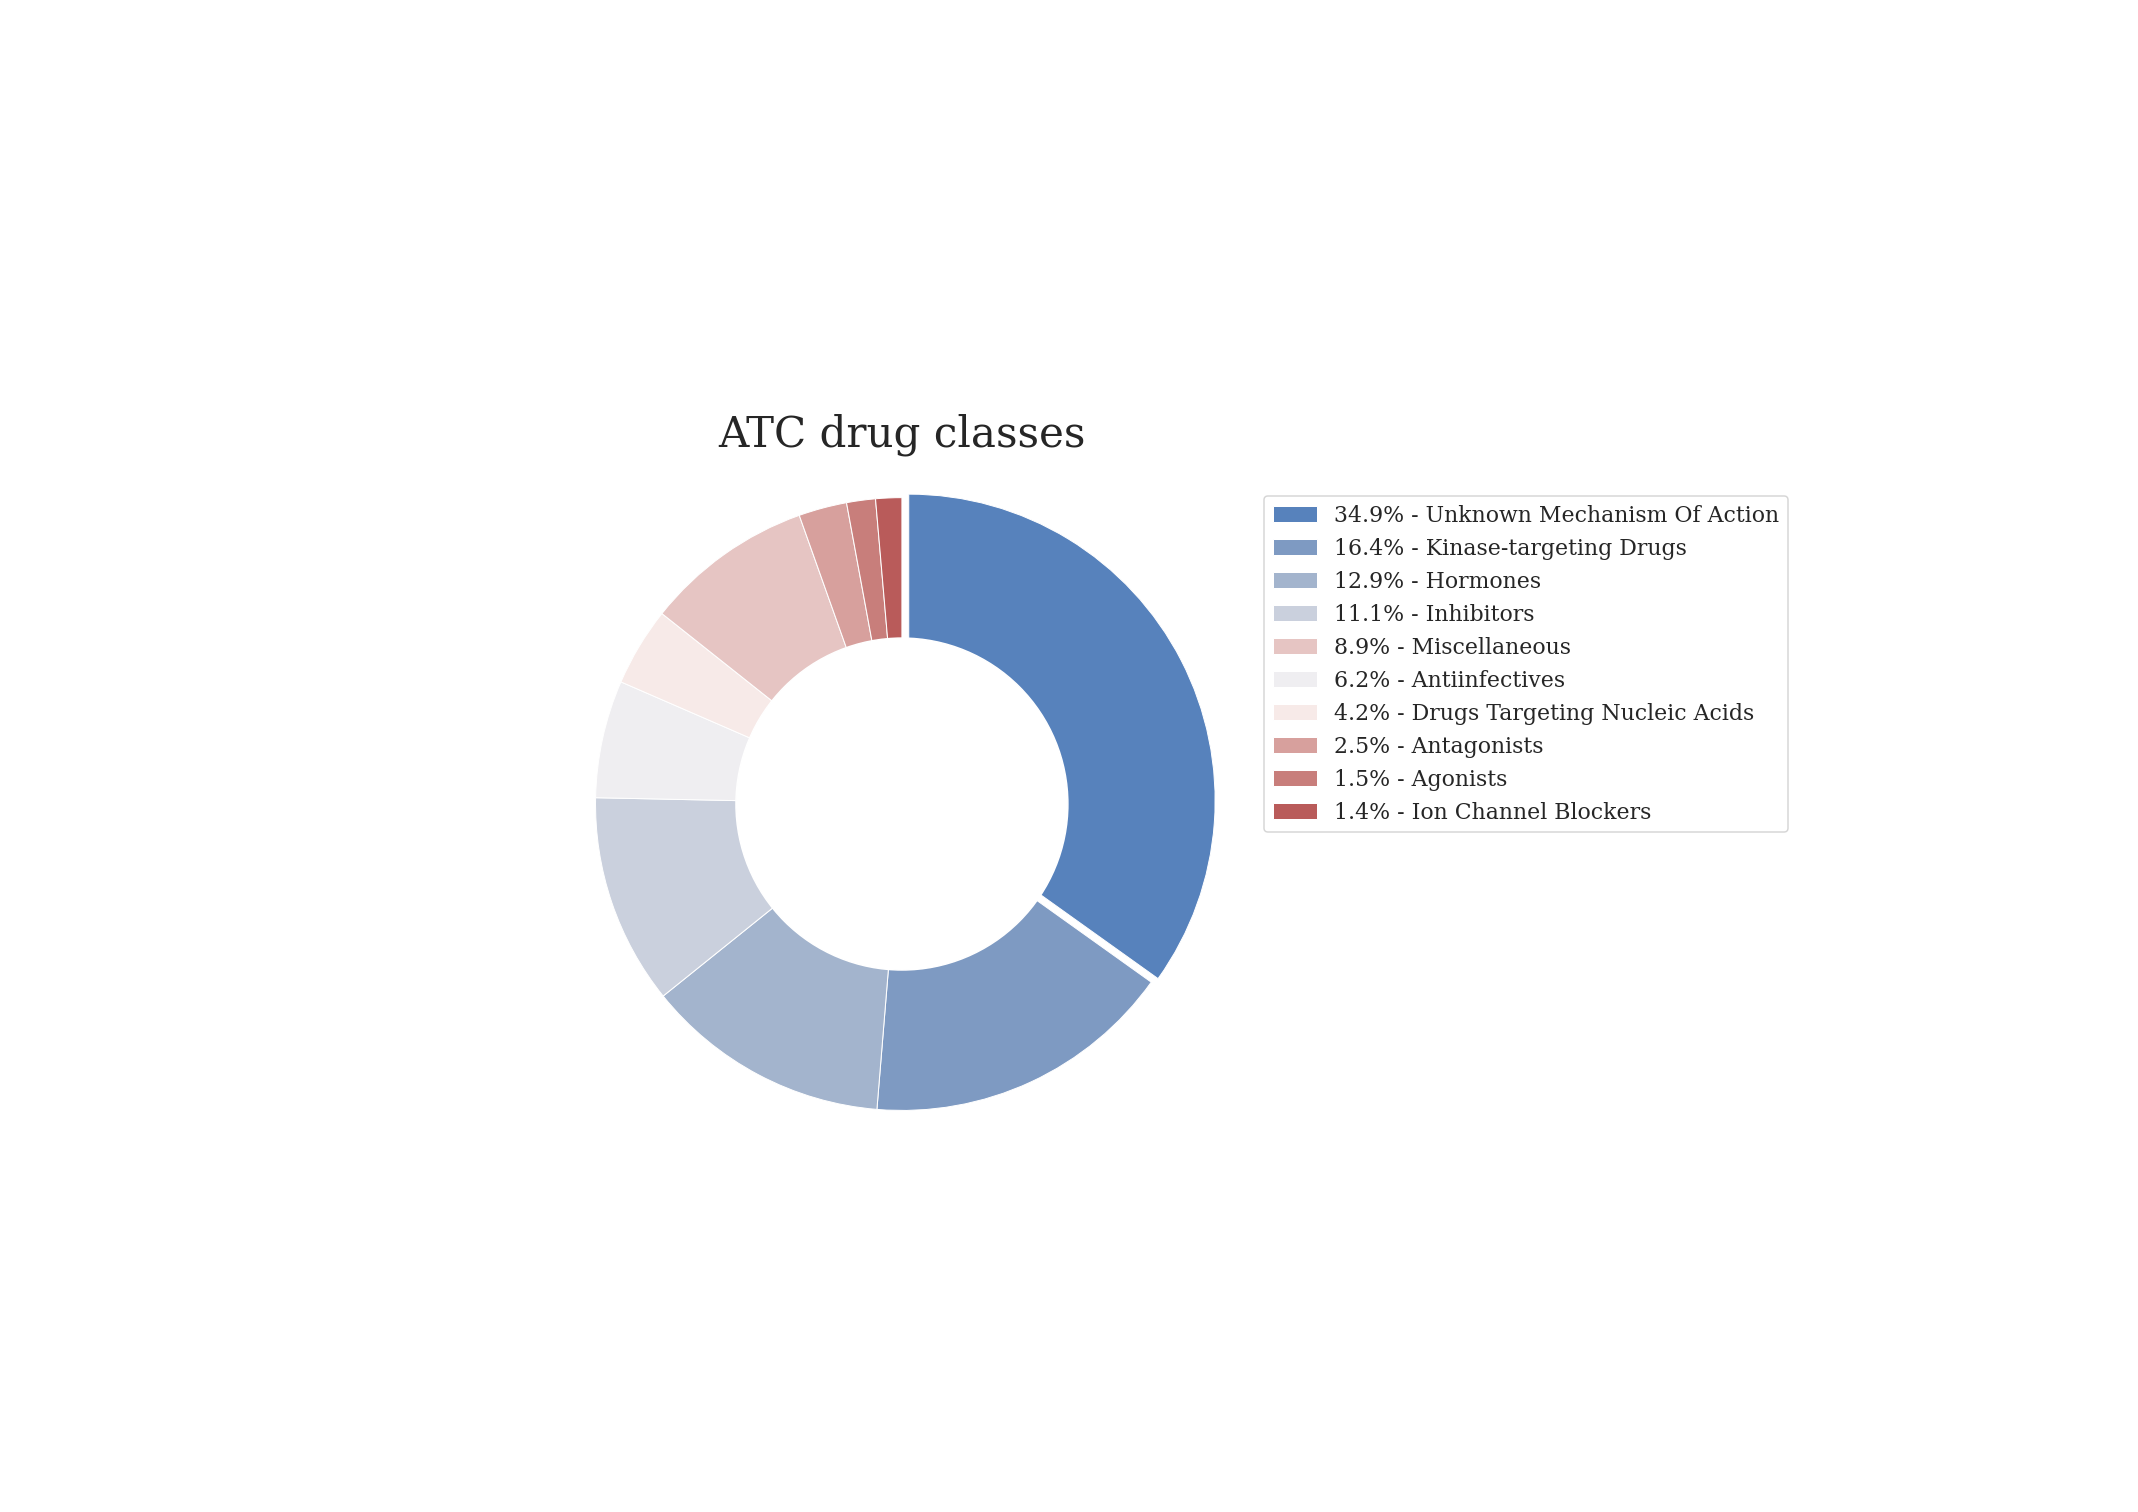 ATC drug classes
34.9% - Unknown Mechanism Of Action
16.4% - Kinase-targeting Drugs
12.9% - Hormones
11.1% - Inhibitors
8.9% - Miscellaneous
6.2% - Antiinfectives
4.2% - Drugs Targeting Nucleic Acids
2.5% - Antagonists
1.5% - Agonists
1.4% - Ion Channel Blockers